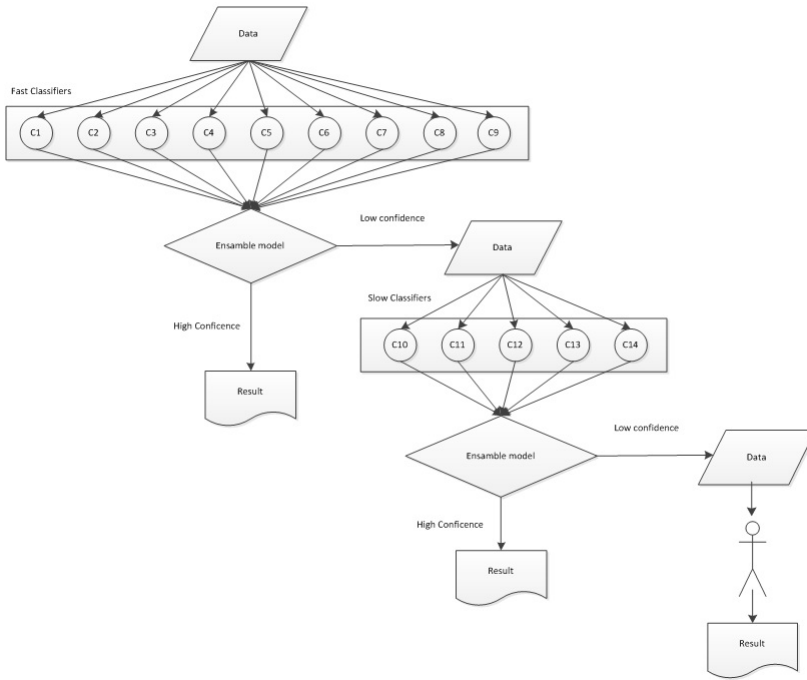 Data
Fast Classifiers
C1
C2
C3
C4
C5
C6
C7
C8
C9
Low confidence
Ensamble model
Data
Slow Classifiers
High Conficence
C10
C11
C12
C13
C14
Result
Low confidence
Ensamble model
Data
High Conficence
Result
Result